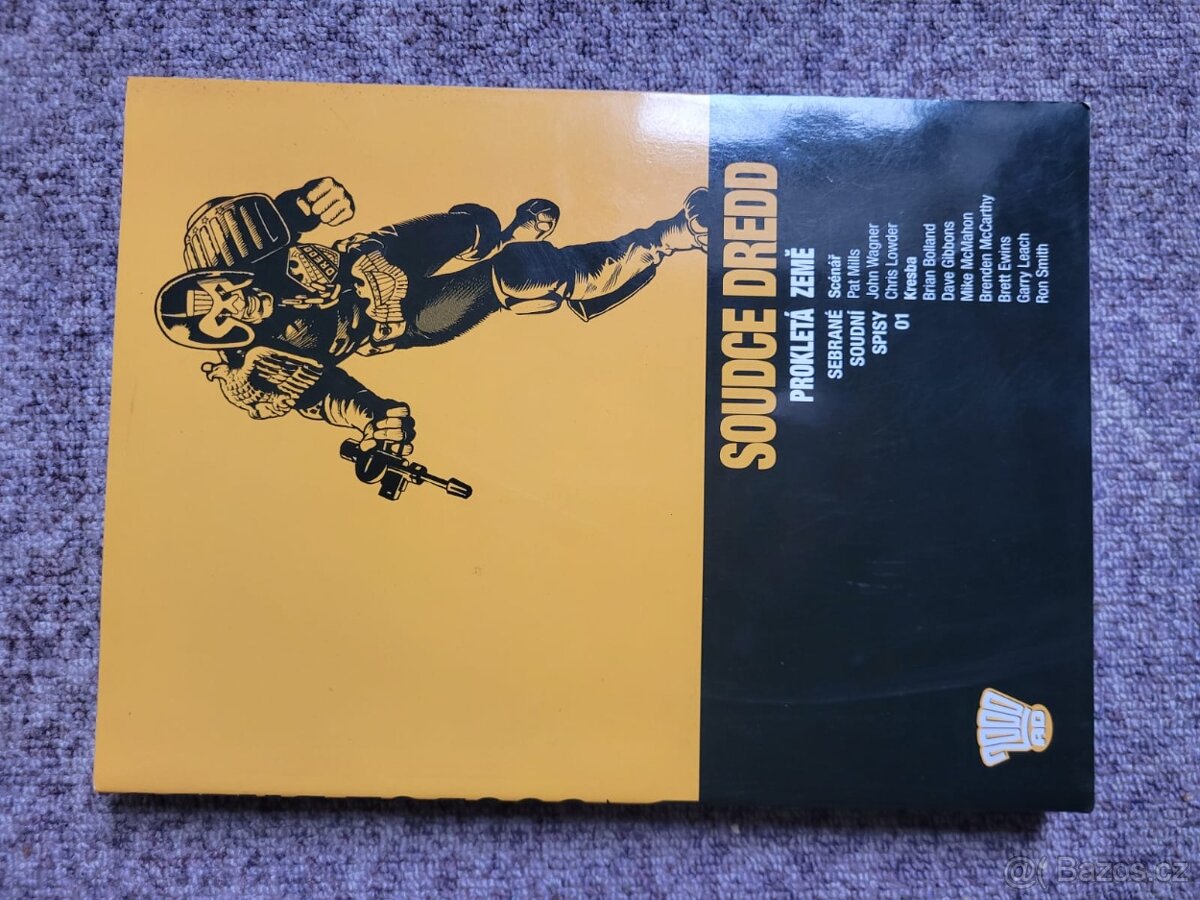 SOUDCE DREDD
PROKLETÁ ZEMĚ
SEBRANÉ
SOUDNÍ
SPISY
01
Scénář
Pat Mills
John Wagner
Chris Lowder
Kresba
Brian Bolland
Dave Gibbons
Mike McMahon
Brenden McCarthy
Brett Ewins
Garry Leach
Ron Smith
DREDD
2000
AD
@( Bazos.cz